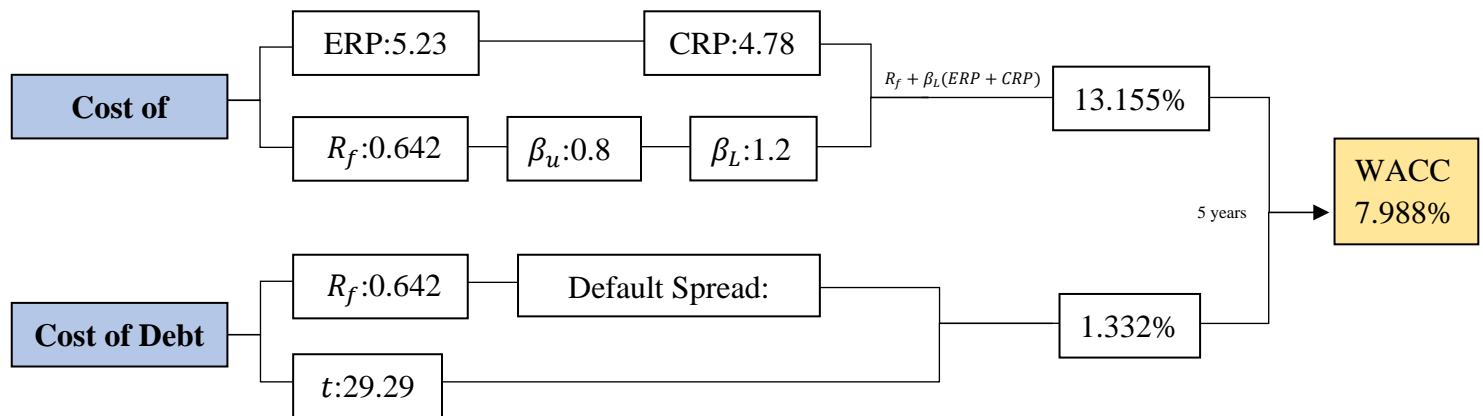 ERP:5.23
CRP:4.78
Cost of
R_f + β_L(ERP + CRP)
13.155%
R_f:0.642
β_u:0.8
β_L:1.2
WACC
7.988%
5 years
R_f:0.642
Default Spread:
Cost of Debt
1.332%
t:29.29